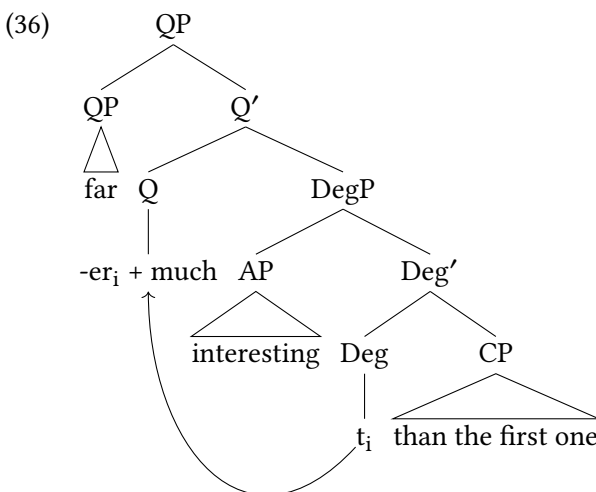 (36) QP
QP Q′
far Q DegP
-erᵢ + much AP Deg′
interesting Deg CP
tᵢ than the first one